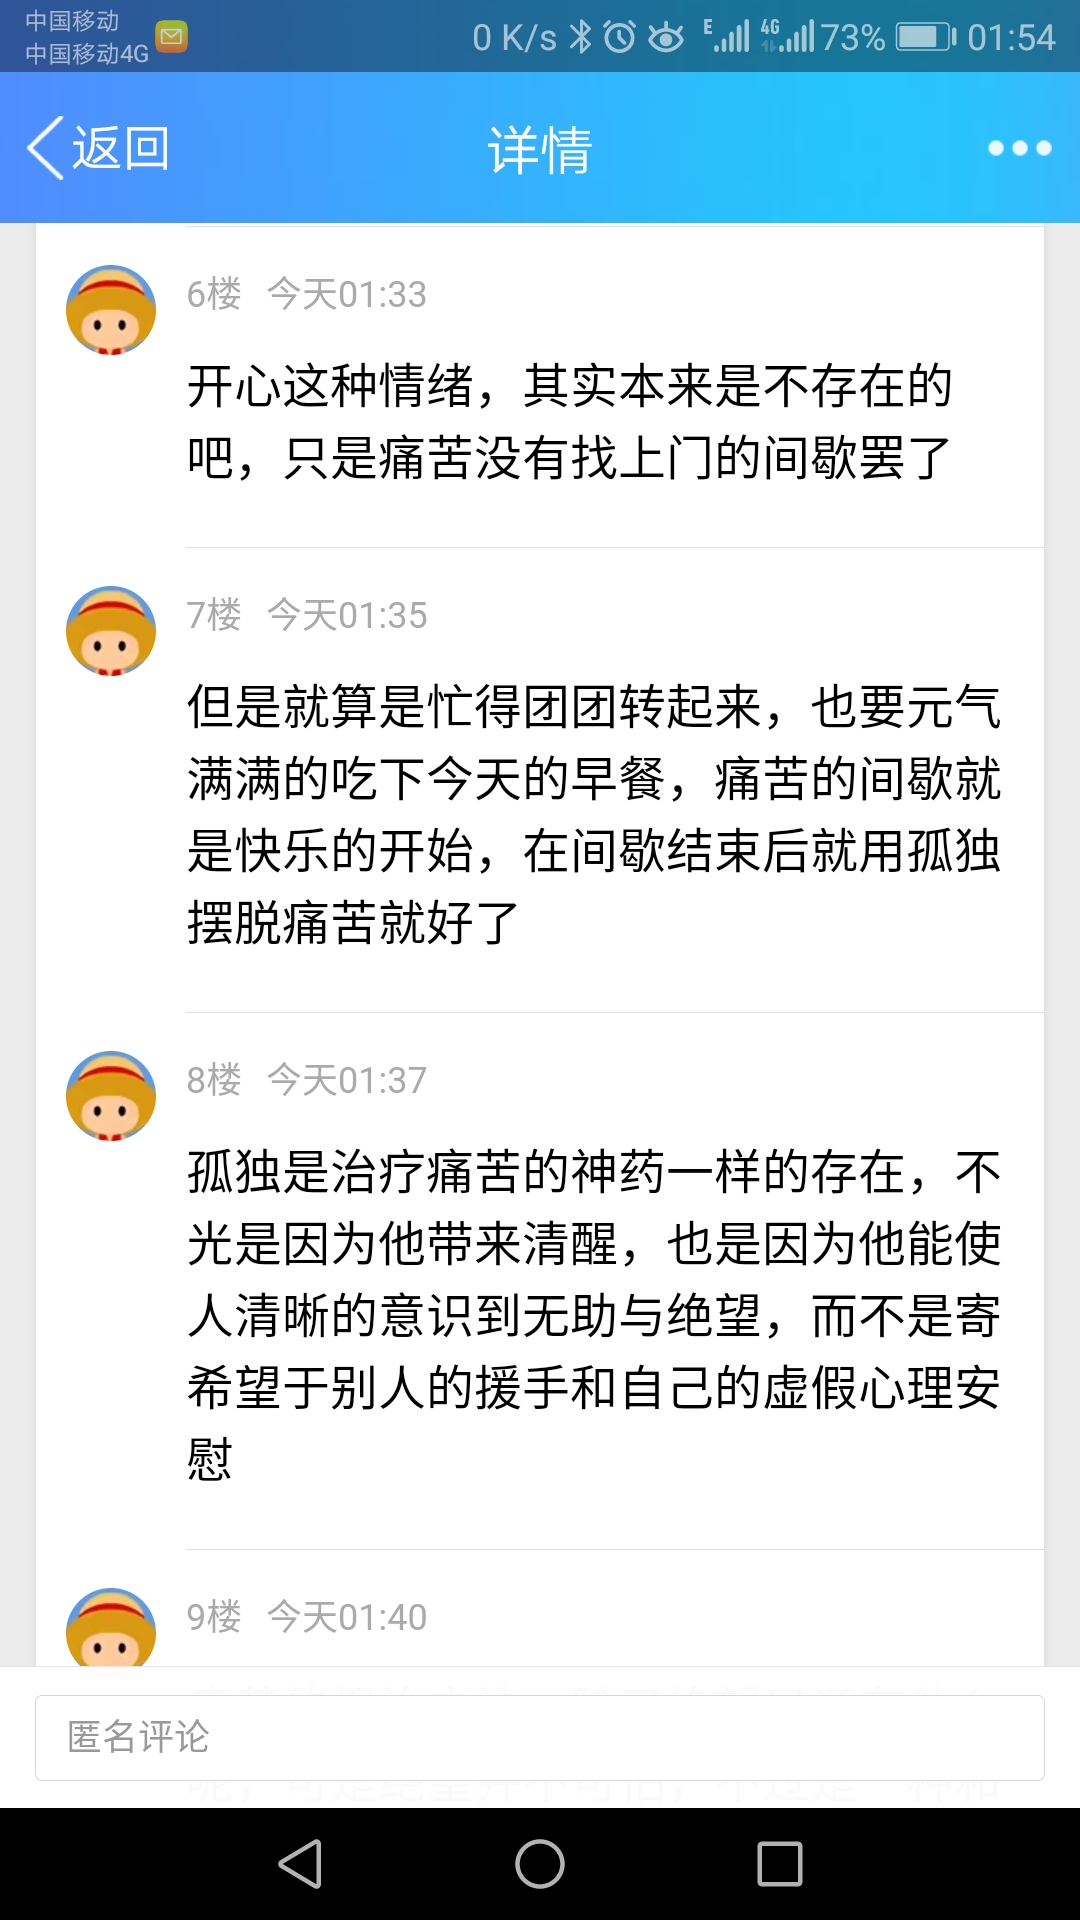 中国移动
中国移动4G
0 K/s
E
4G
73%
01:54
返回
详情
6楼 今天01:33
开心这种情绪，其实本来是不存在的
吧，只是痛苦没有找上门的间歇罢了
7楼 今天01:35
但是就算是忙得团团转起来，也要元气
满满的吃下今天的早餐，痛苦的间歇就
是快乐的开始，在间歇结束后就用孤独
摆脱痛苦就好了
8楼 今天01:37
孤独是治疗痛苦的神药一样的存在，不
光是因为他带来清醒，也是因为他能使
人清晰的意识到无助与绝望，而不是寄
希望于别人的援手和自己的虚假心理安
慰
9楼 今天01:40
匿名评论